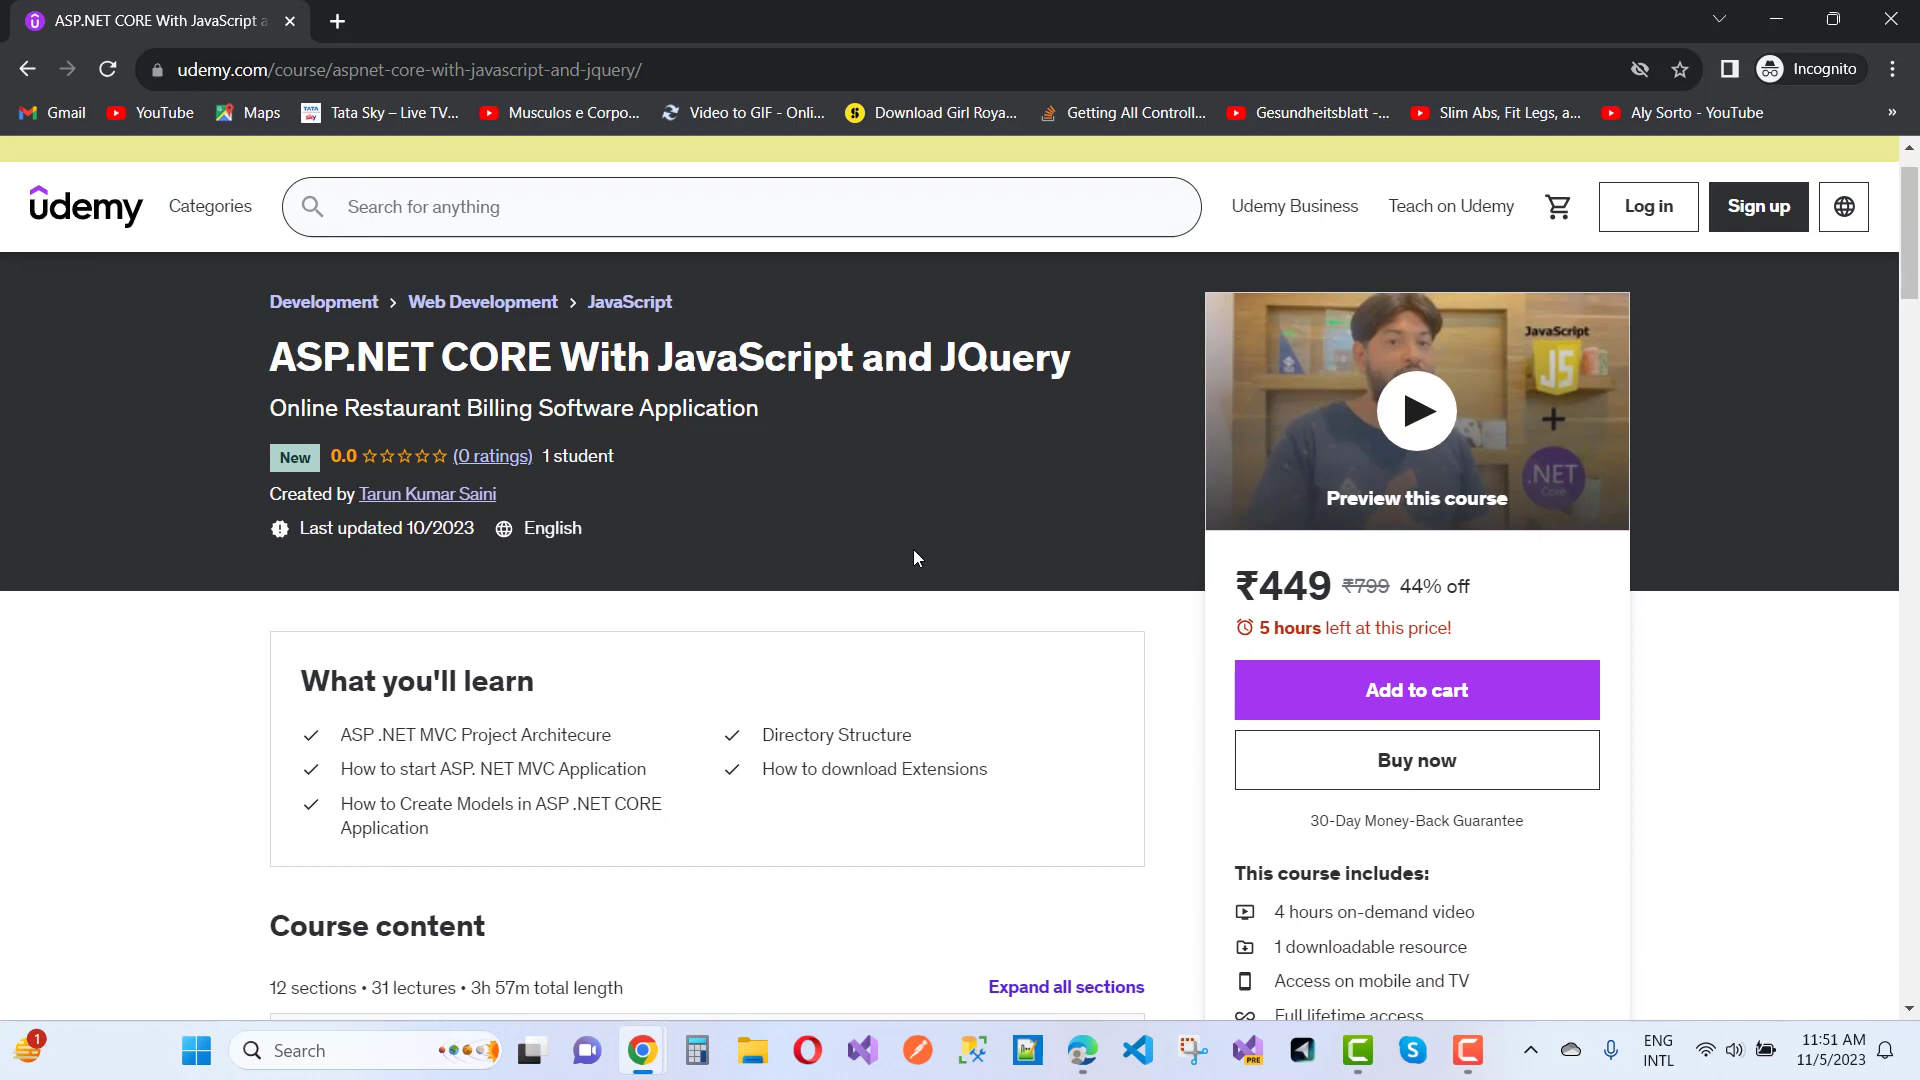 ASP.NET CORE With JavaScript a
udemy.com/course/aspnet-core-with-javascript-and-jquery/
Incognito
Gmail
YouTube
Maps
Tata Sky – Live TV...
Musculos e Corpo...
Video to GIF - Onli...
Download Girl Roya...
Getting All Controll...
Gesundheitsblatt -...
Slim Abs, Fit Legs, a...
Aly Sorto - YouTube
»
udemy
Categories
Search for anything
Udemy Business
Teach on Udemy
Log in
Sign up
Development > Web Development > JavaScript
ASP.NET CORE With JavaScript and JQuery
Online Restaurant Billing Software Application
New 0.0 (0 ratings) 1 student
Created by Tarun Kumar Saini
Last updated 10/2023 English
JavaScript
JS
+
.NET
Core
Preview this course
₹449 ₹799 44% off
5 hours left at this price!
Add to cart
Buy now
30-Day Money-Back Guarantee
This course includes:
4 hours on-demand video
1 downloadable resource
Access on mobile and TV
Full lifetime access
What you'll learn
ASP .NET MVC Project Architecure
Directory Structure
How to start ASP. NET MVC Application
How to download Extensions
How to Create Models in ASP .NET CORE
Application
Course content
12 sections • 31 lectures • 3h 57m total length
Expand all sections
1
Search
PRE
ENG
INTL
11:51 AM
11/5/2023